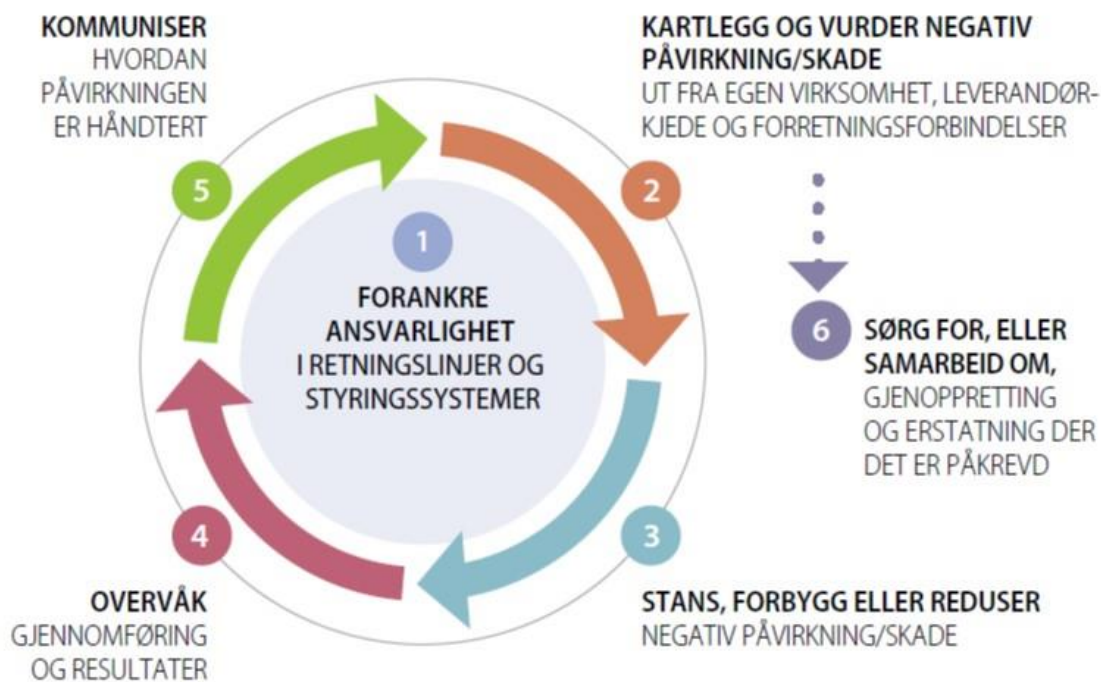 KOMMUNISER
HVORDAN
PÅVIRKNINGEN
ER HÅNDTERT
KARTLEGG OG VURDER NEGATIV
PÅVIRKNING/SKADE
UT FRA EGEN VIRKSOMHET, LEVERANDØR-
KJEDE OG FORRETNINGSFORBINDELSER
5
2
1
FORANKRE
ANSVARLIGHET
I RETNINGSLINJER OG
STYRINGSSYSTEMER
6
SØRG FOR, ELLER
SAMARBEID OM,
GJENOPPRETTING
OG ERSTATNING DER
DET ER PÅKREVD
4
3
OVERVÅK
GJENNOMFØRING
OG RESULTATER
STANS, FORBYGG ELLER REDUSER
NEGATIV PÅVIRKNING/SKADE